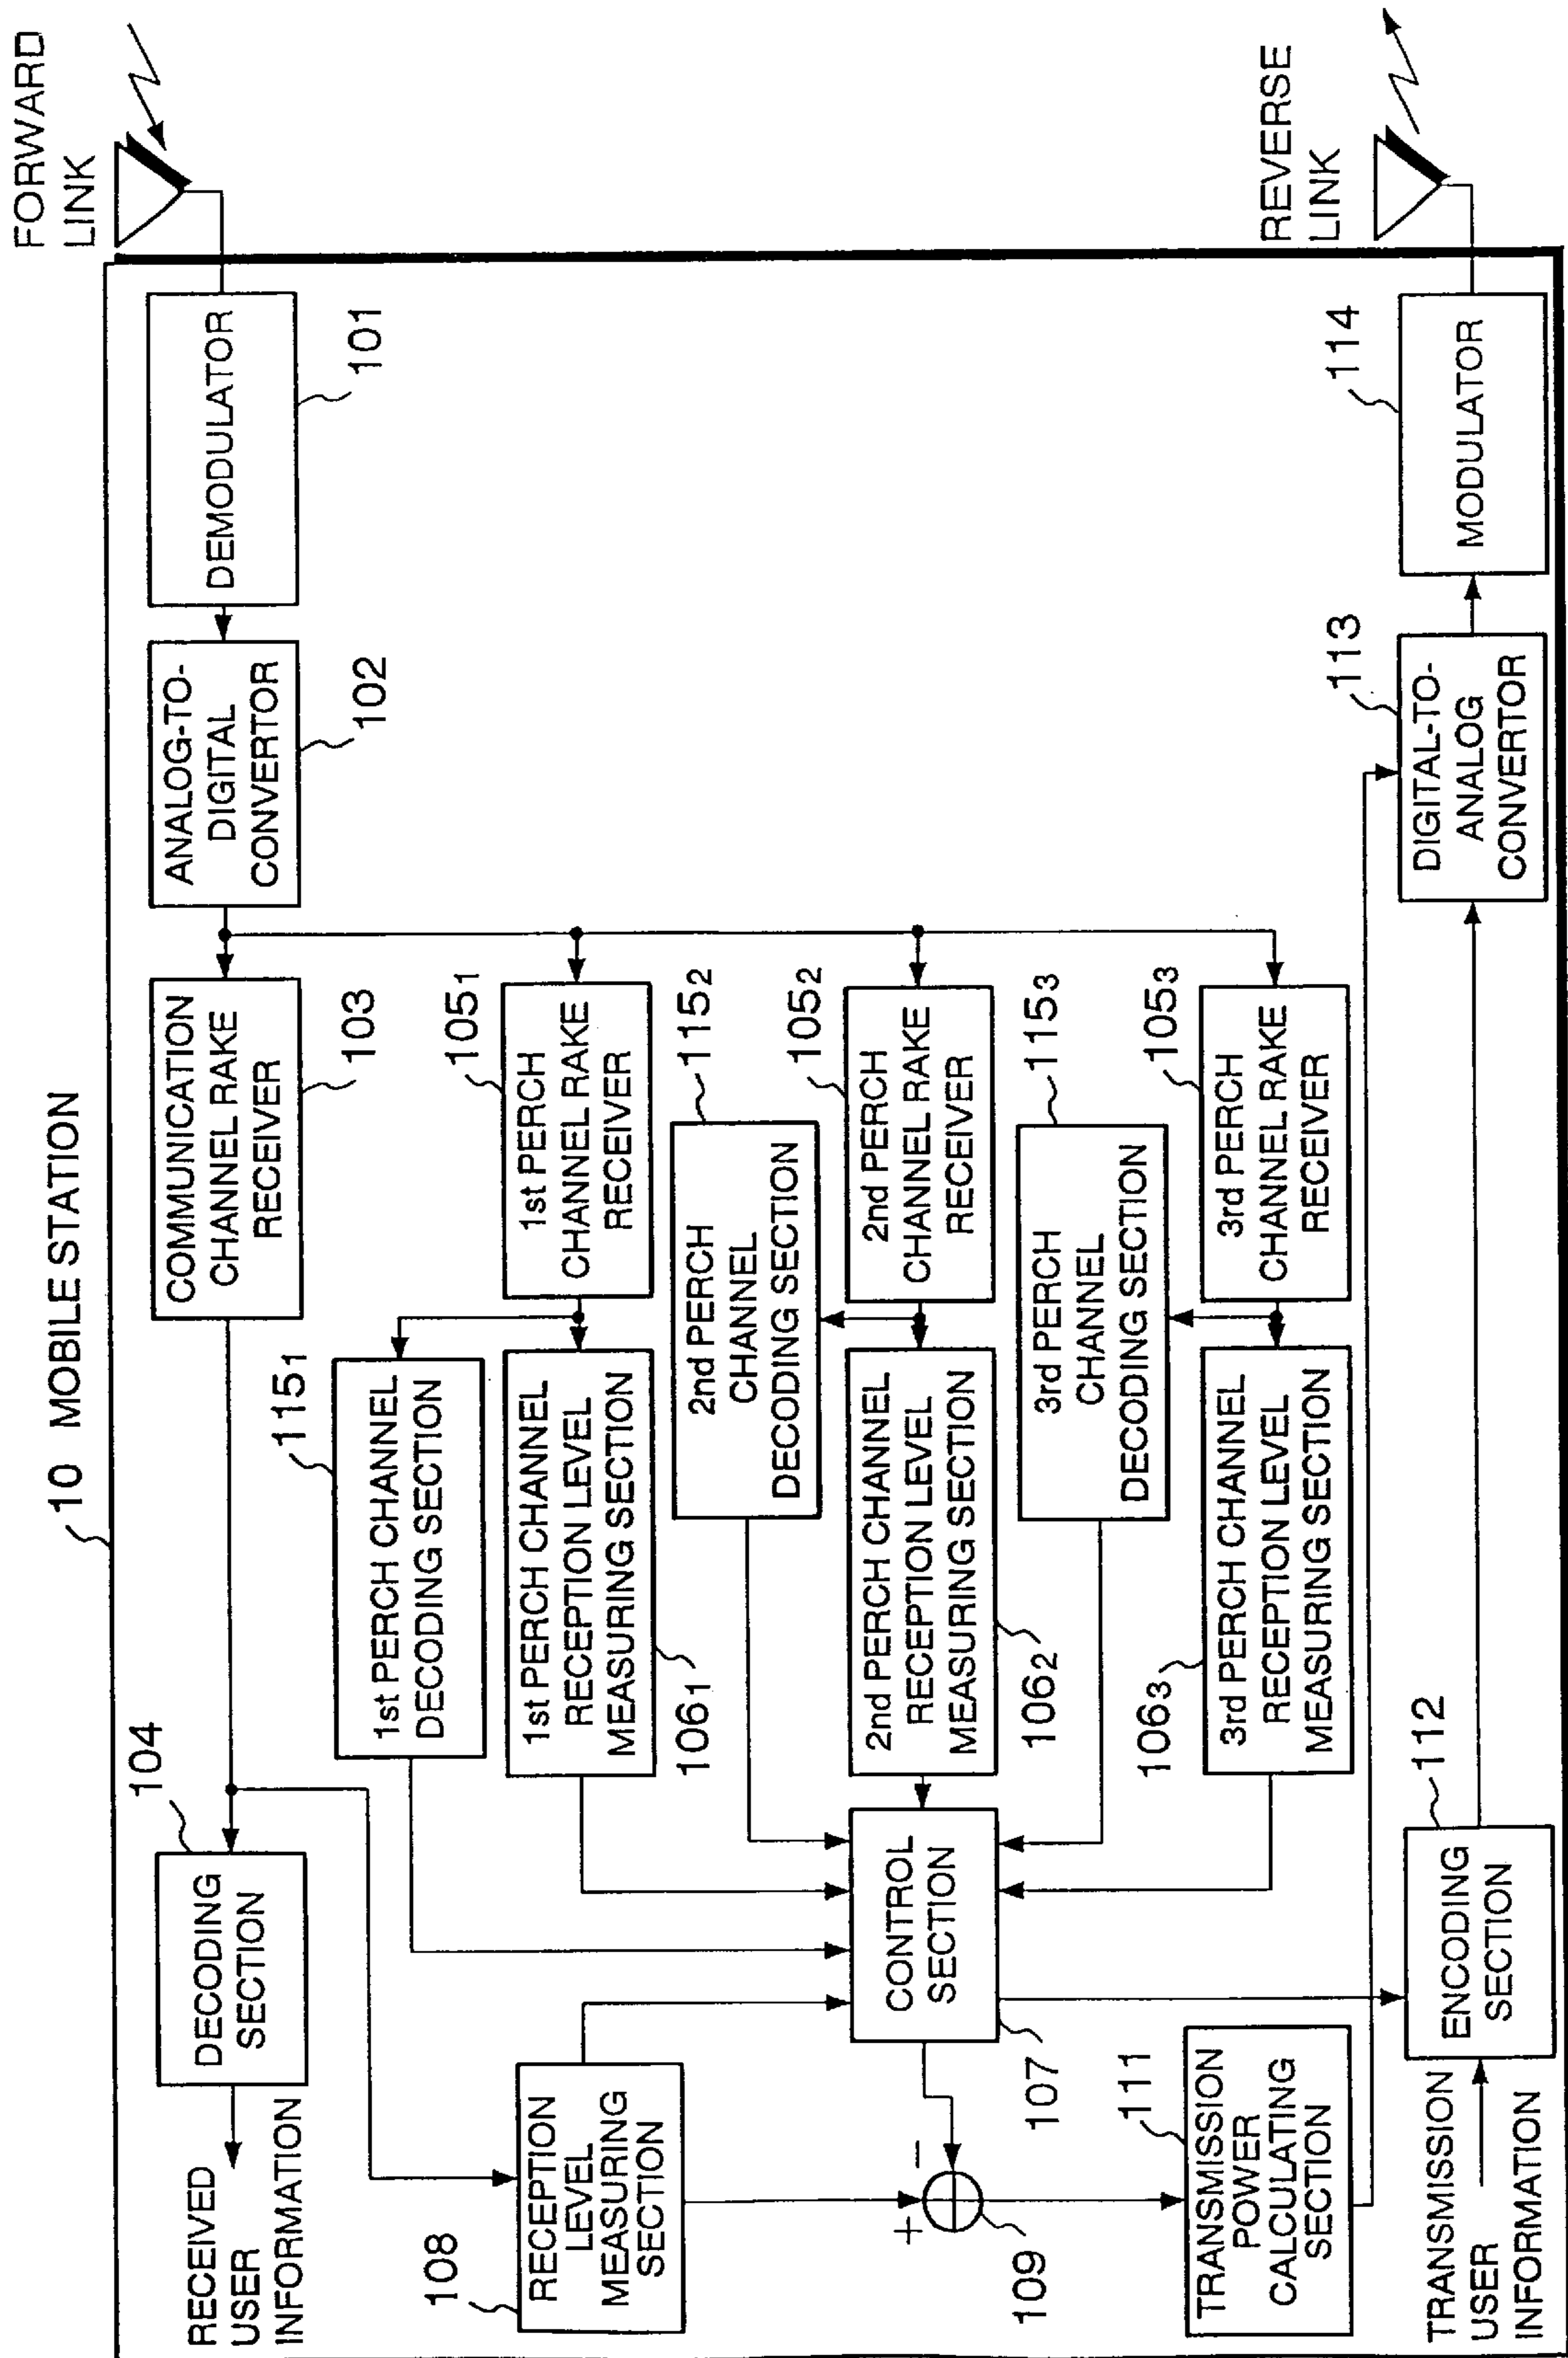 10 MOBILE STATION
FORWARD
LINK
RECEIVED
USER
INFORMATION
DECODING
SECTION
104
COMMUNICATION
CHANNEL RAKE
RECEIVER
103
ANALOG-TO-
DIGITAL
CONVERTOR
102
DEMODULATOR
101
115₁
1st PERCH CHANNEL
DECODING SECTION
105₁
1st PERCH
CHANNEL RAKE
RECEIVER
1st PERCH CHANNEL
RECEPTION LEVEL
MEASURING SECTION
106₁
108
RECEPTION
LEVEL
MEASURING
SECTION
2nd PERCH
CHANNEL
DECODING SECTION
115₂
105₂
2nd PERCH
CHANNEL RAKE
RECEIVER
2nd PERCH CHANNEL
RECEPTION LEVEL
MEASURING SECTION
106₂
CONTROL
SECTION
107
+
−
109
3rd PERCH
CHANNEL
DECODING SECTION
115₃
105₃
3rd PERCH
CHANNEL RAKE
RECEIVER
106₃
3rd PERCH CHANNEL
RECEPTION LEVEL
MEASURING SECTION
111
TRANSMISSION
POWER
CALCULATING
SECTION
TRANSMISSION
USER
INFORMATION
112
ENCODING
SECTION
113
DIGITAL-TO-
ANALOG
CONVERTOR
114
MODULATOR
REVERSE
LINK